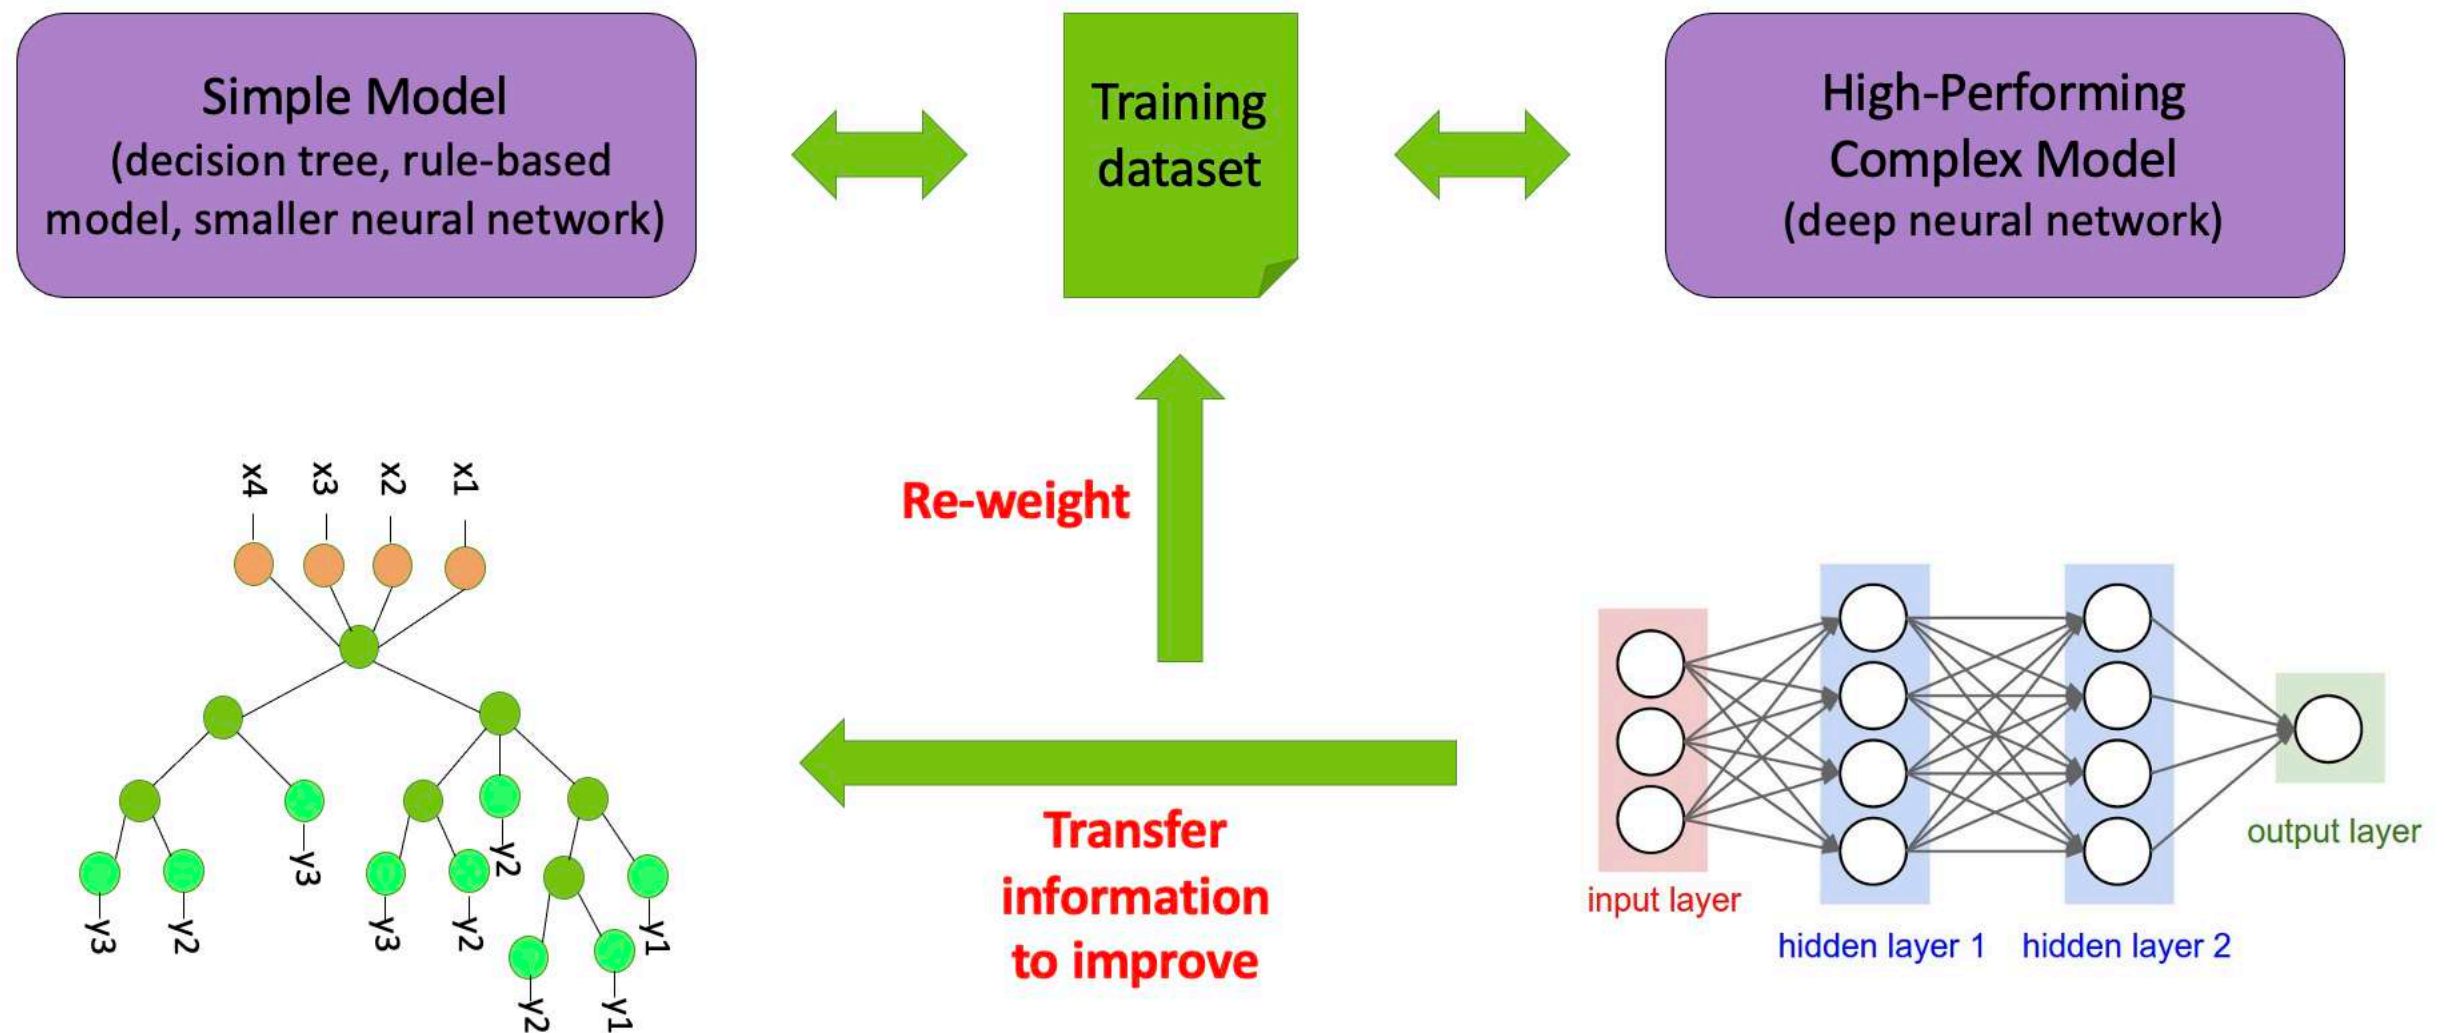 Simple Model
(decision tree, rule-based
model, smaller neural network)
Training
dataset
High-Performing
Complex Model
(deep neural network)
Re-weight
x4
x3
x2
x1
y3
y2
y3
y3
y2
y2
y2
y1
y1
Transfer
information
to improve
input layer
hidden layer 1
hidden layer 2
output layer